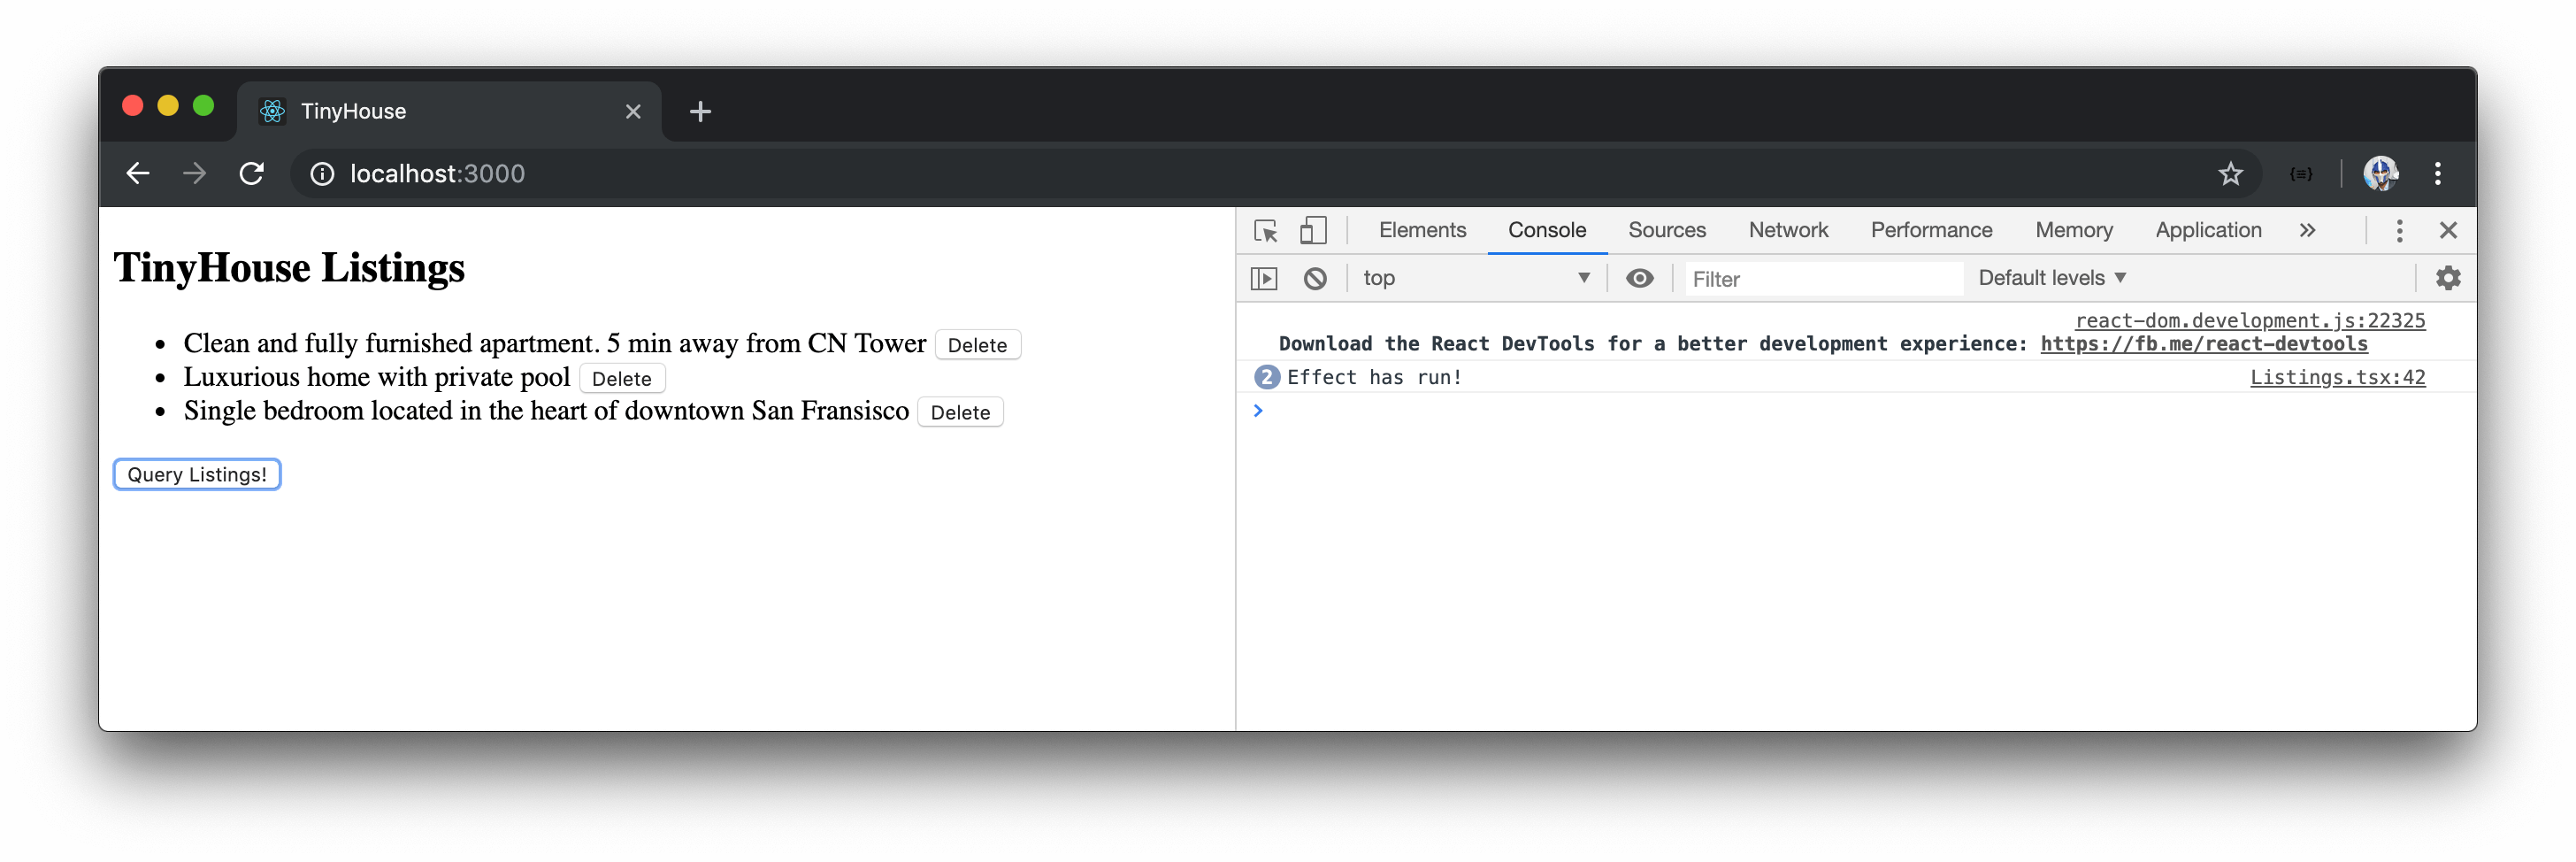 TinyHouse
localhost:3000
TinyHouse Listings
Clean and fully furnished apartment. 5 min away from CN Tower Delete
Luxurious home with private pool Delete
Single bedroom located in the heart of downtown San Fransisco Delete
Query Listings!
Elements Console Sources Network Performance Memory Application
top Filter Default levels
react-dom.development.js:22325
Download the React DevTools for a better development experience: https://fb.me/react-devtools
2 Effect has run! Listings.tsx:42